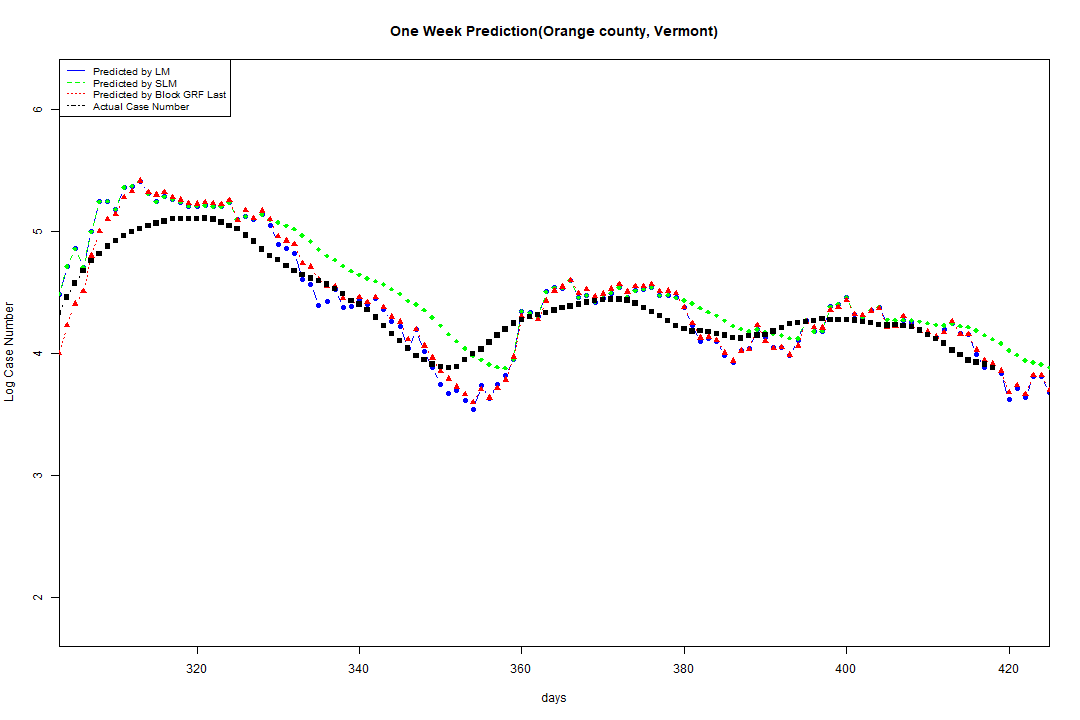 One Week Prediction(Orange county, Vermont)
Predicted by LM
Predicted by SLM
Predicted by Block GRF Last
Actual Case Number
6
5
4
3
2
Log Case Number
320 340 360 380 400 420
days